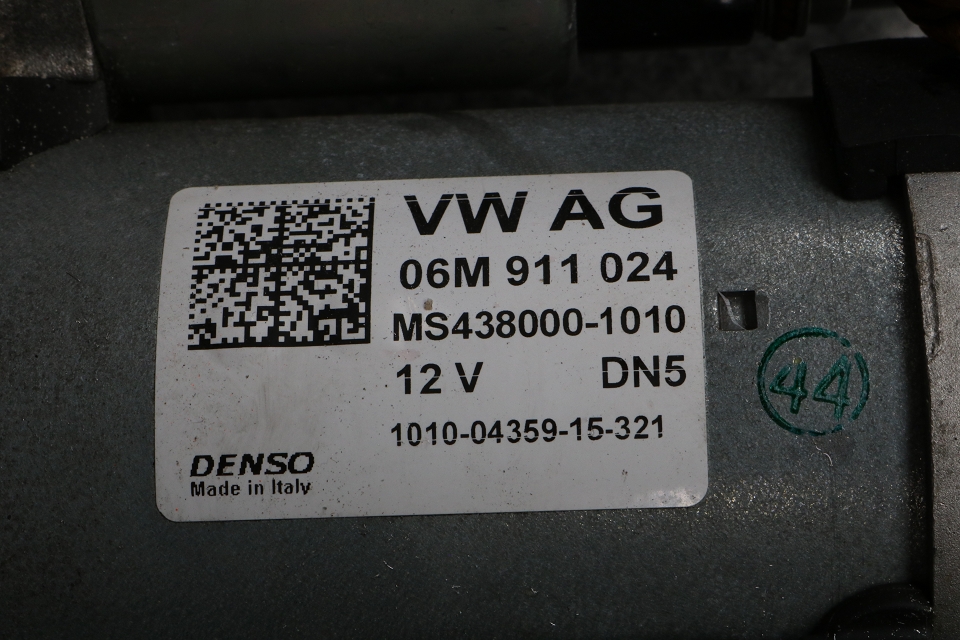 VW AG
06M 911 024
MS438000-1010
12 V DN5
1010-04359-15-321
DENSO
Made in Italy
44